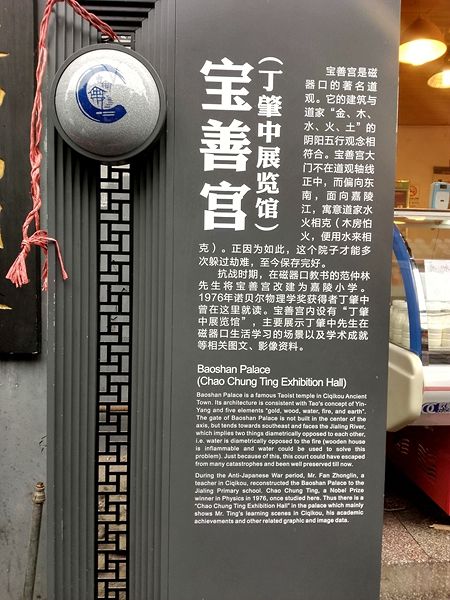 宝善宫
(丁肇中展览馆)
宝善宫是磁
器口的著名道
观。它的建筑与
道家“金、木、
水、火、土”的
阴阳五行观念相
符合。宝善宫大
门不在道观轴线
正中，而偏向东
南，面向嘉陵
江，寓意道家水
火相克（木房怕
火，便用水来相
克）。正因为如此，这个院子才能多
次躲过劫难，至今保存完好。
抗战时期，在磁器口教书的范仲林
先生将宝善宫改建为嘉陵小学。
1976年诺贝尔物理学奖获得者丁肇中
曾在这里就读。宝善宫内设有“丁肇
中展览馆”，主要展示丁肇中先生在
磁器口生活学习的场景以及学术成就
等相关图文、影像资料。
Baoshan Palace
(Chao Chung Ting Exhibition Hall)
Baoshan Palace is a famous Taoist temple in Ciqikou Ancient
Town. Its architecture is consistent with Tao's concept of Yin-
Yang and five elements "gold, wood, water, fire, and earth".
The gate of Baoshan Palace is not built in the center of the
axis, but tends towards southeast and faces the Jialing River,
which implies two things diametrically opposed to each other,
i.e. water is diametrically opposed to the fire (wooden house
is inflammable and water could be used to solve this
problem). Just because of this, this court could have escaped
from many catastrophes and been well preserved till now.
During the Anti-Japanese War period, Mr. Fan Zhonglin, a
teacher in Ciqikou, reconstructed the Baoshan Palace to the
Jialing Primary school. Chao Chung Ting, a Nobel Prize
winner in Physics in 1976, once studied here. Thus there is a
"Chao Chung Ting Exhibition Hall" in the palace which mainly
shows Mr. Ting's learning scenes in Ciqikou, his academic
achievements and other related graphic and image data.